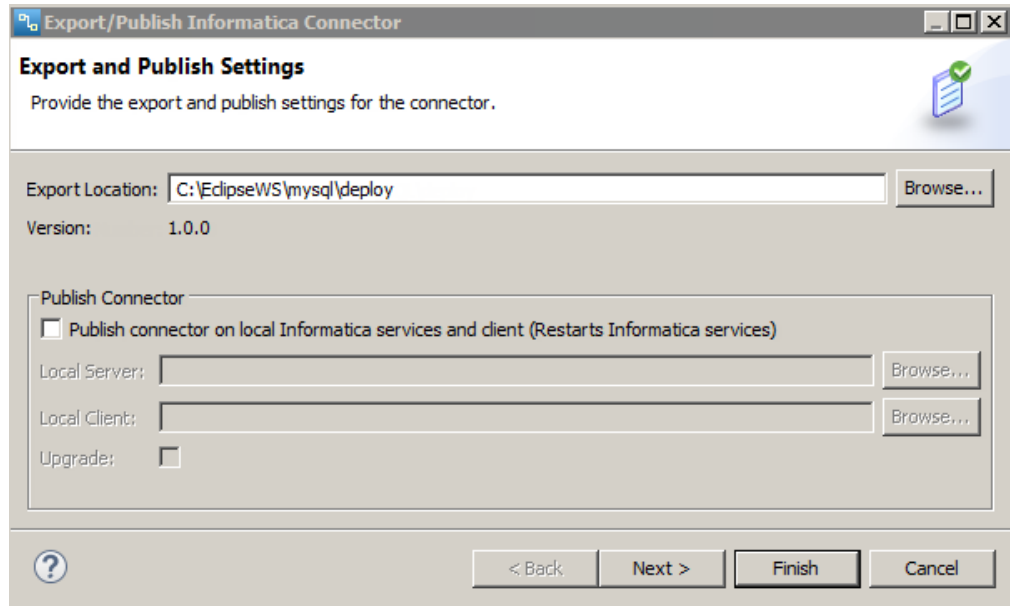 Export/Publish Informatica Connector
Export and Publish Settings
Provide the export and publish settings for the connector.
Export Location: C:\EclipseWS\mysql\deploy Browse...
Version: 1.0.0
Publish Connector
Publish connector on local Informatica services and client (Restarts Informatica services)
Local Server: Browse...
Local Client: Browse...
Upgrade:
? < Back Next > Finish Cancel